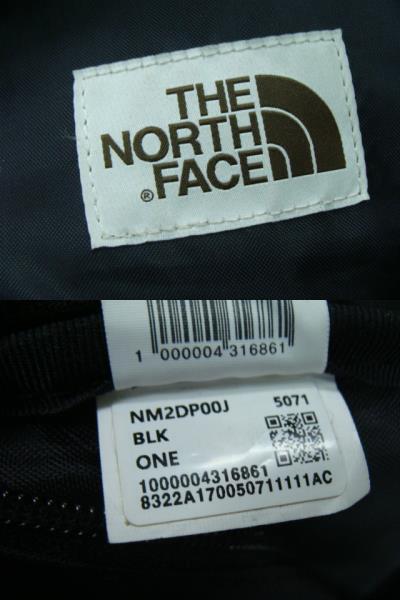 THE
NORTH
®FACE
1 000004 316861
NM2DP00J 5071
BLK
ONE
1000004316861
8322A170050711111AC